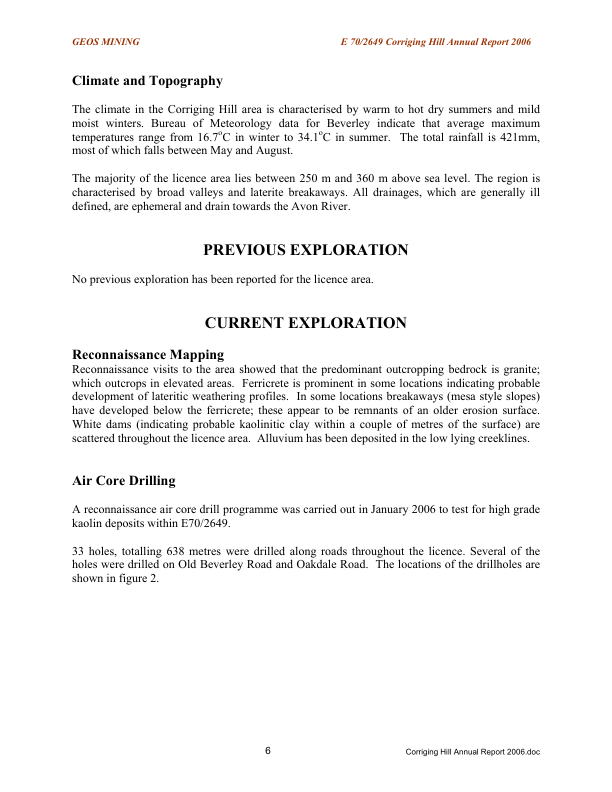 GEOS MINING E 70/2649 Corriging Hill Annual Report 2006
Climate and Topography
The climate in the Corriging Hill area is characterised by warm to hot dry summers and mild
moist winters. Bureau of Meteorology data for Beverley indicate that average maximum
temperatures range from 16.7°C in winter to 34.1°C in summer. The total rainfall is 421mm,
most of which falls between May and August.
The majority of the licence area lies between 250 m and 360 m above sea level. The region is
characterised by broad valleys and laterite breakaways. All drainages, which are generally ill
defined, are ephemeral and drain towards the Avon River.
PREVIOUS EXPLORATION
No previous exploration has been reported for the licence area.
CURRENT EXPLORATION
Reconnaissance Mapping
Reconnaissance visits to the area showed that the predominant outcropping bedrock is granite;
which outcrops in elevated areas. Ferricrete is prominent in some locations indicating probable
development of lateritic weathering profiles. In some locations breakaways (mesa style slopes)
have developed below the ferricrete; these appear to be remnants of an older erosion surface.
White dams (indicating probable kaolinitic clay within a couple of metres of the surface) are
scattered throughout the licence area. Alluvium has been deposited in the low lying creeklines.
Air Core Drilling
A reconnaissance air core drill programme was carried out in January 2006 to test for high grade
kaolin deposits within E70/2649.
33 holes, totalling 638 metres were drilled along roads throughout the licence. Several of the
holes were drilled on Old Beverley Road and Oakdale Road. The locations of the drillholes are
shown in figure 2.
6 Corriging Hill Annual Report 2006.doc